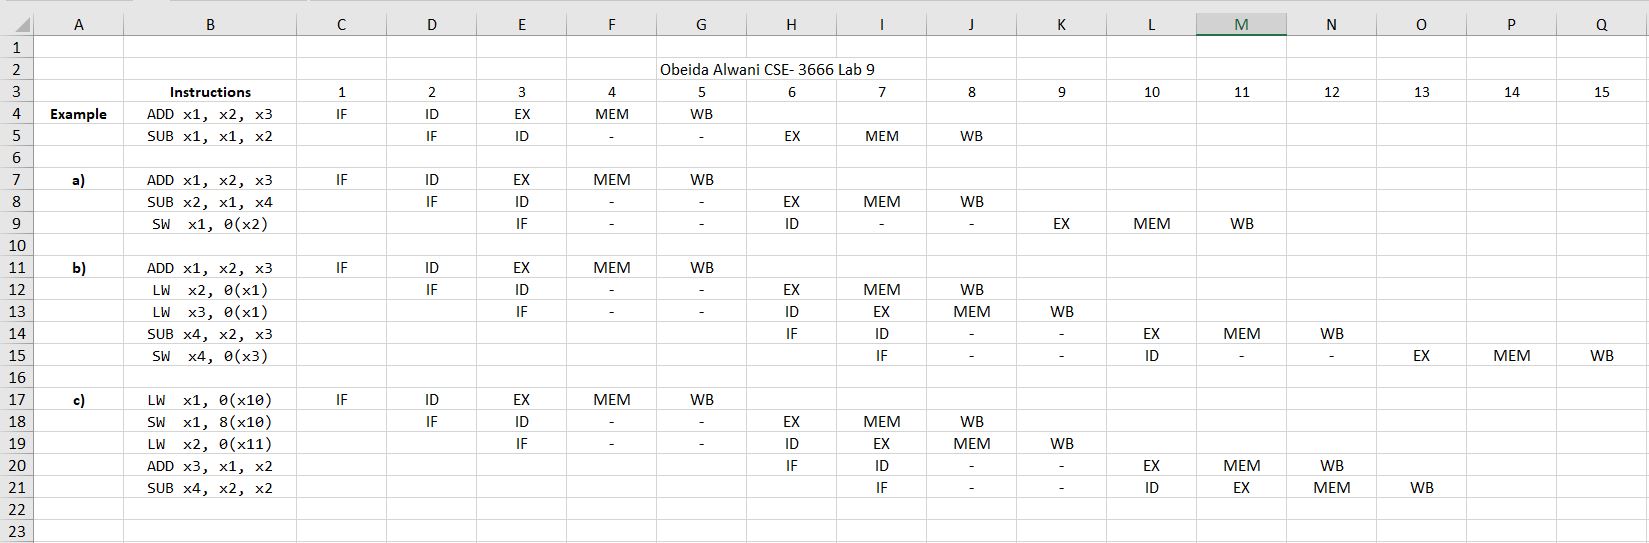 A B C D E F G H I J K L M N O P Q
1
2 Obeida Alwani CSE- 3666 Lab 9
3 Instructions 1 2 3 4 5 6 7 8 9 10 11 12 13 14 15
4 Example ADD x1, x2, x3 IF ID EX MEM WB
5 SUB x1, x1, x2 IF ID - - EX MEM WB
6
7 a) ADD x1, x2, x3 IF ID EX MEM WB
8 SUB x2, x1, x4 IF ID - - EX MEM WB
9 SW x1, 0(x2) IF - - ID - - EX MEM WB
10
11 b) ADD x1, x2, x3 IF ID EX MEM WB
12 LW x2, 0(x1) IF ID - - EX MEM WB
13 LW x3, 0(x1) IF - - ID EX MEM WB
14 SUB x4, x2, x3 IF ID - - EX MEM WB
15 SW x4, 0(x3) IF - - ID - - EX MEM WB
16
17 c) LW x1, 0(x10) IF ID EX MEM WB
18 SW x1, 8(x10) IF ID - - EX MEM WB
19 LW x2, 0(x11) IF - - ID EX MEM WB
20 ADD x3, x1, x2 IF ID - - EX MEM WB
21 SUB x4, x2, x2 IF - - ID EX MEM WB
22
23